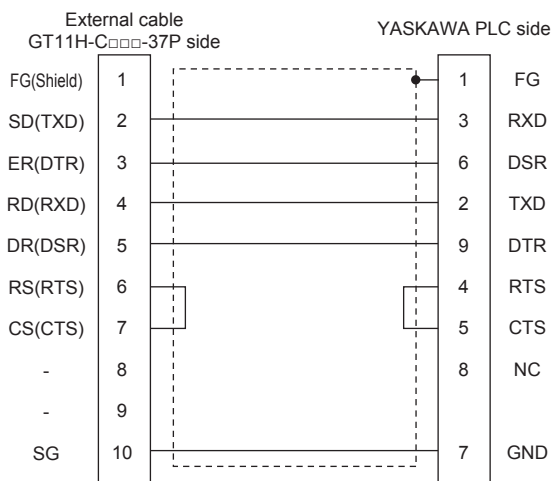 External cable
GT11H-C□□□-37P side
YASKAWA PLC side
FG(Shield) 1 1 FG
SD(TXD) 2 3 RXD
ER(DTR) 3 6 DSR
RD(RXD) 4 2 TXD
DR(DSR) 5 9 DTR
RS(RTS) 6 4 RTS
CS(CTS) 7 5 CTS
- 8 8 NC
- 9
SG 10 7 GND